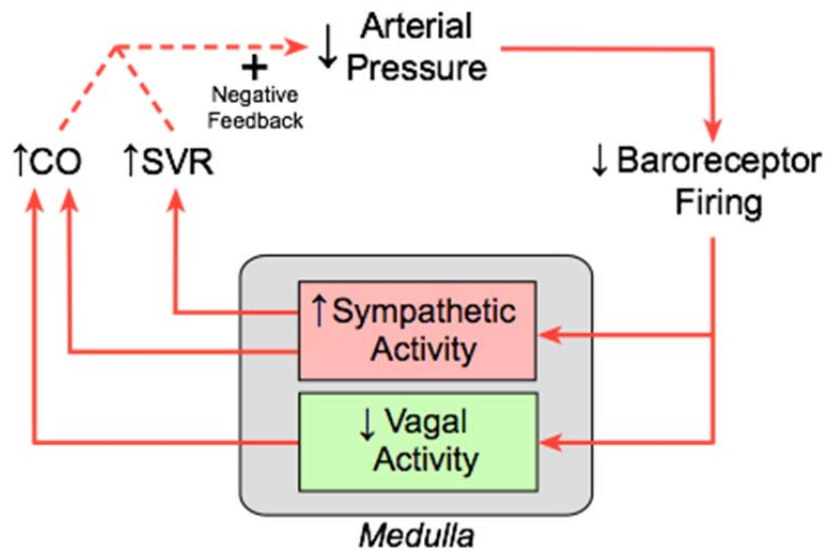 ↓ Arterial
Pressure
+
Negative
Feedback
↑CO
↑SVR
↓ Baroreceptor
Firing
↑ Sympathetic
Activity
↓ Vagal
Activity
Medulla